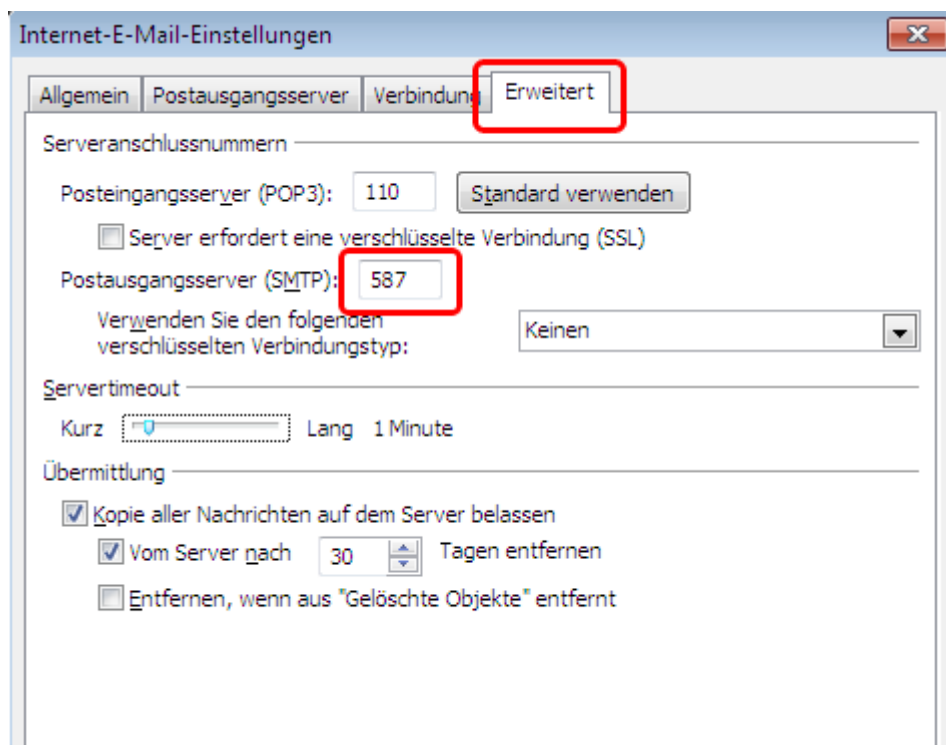 Internet-E-Mail-Einstellungen
Allgemein Postausgangsserver Verbindung Erweitert
Serveranschlussnummern
Posteingangsserver (POP3): 110 Standard verwenden
Server erfordert eine verschlüsselte Verbindung (SSL)
Postausgangsserver (SMTP): 587
Verwenden Sie den folgenden
verschlüsselten Verbindungstyp: Keinen
Servertimeout
Kurz Lang 1 Minute
Übermittlung
Kopie aller Nachrichten auf dem Server belassen
Vom Server nach 30 Tagen entfernen
Entfernen, wenn aus "Gelöschte Objekte" entfernt